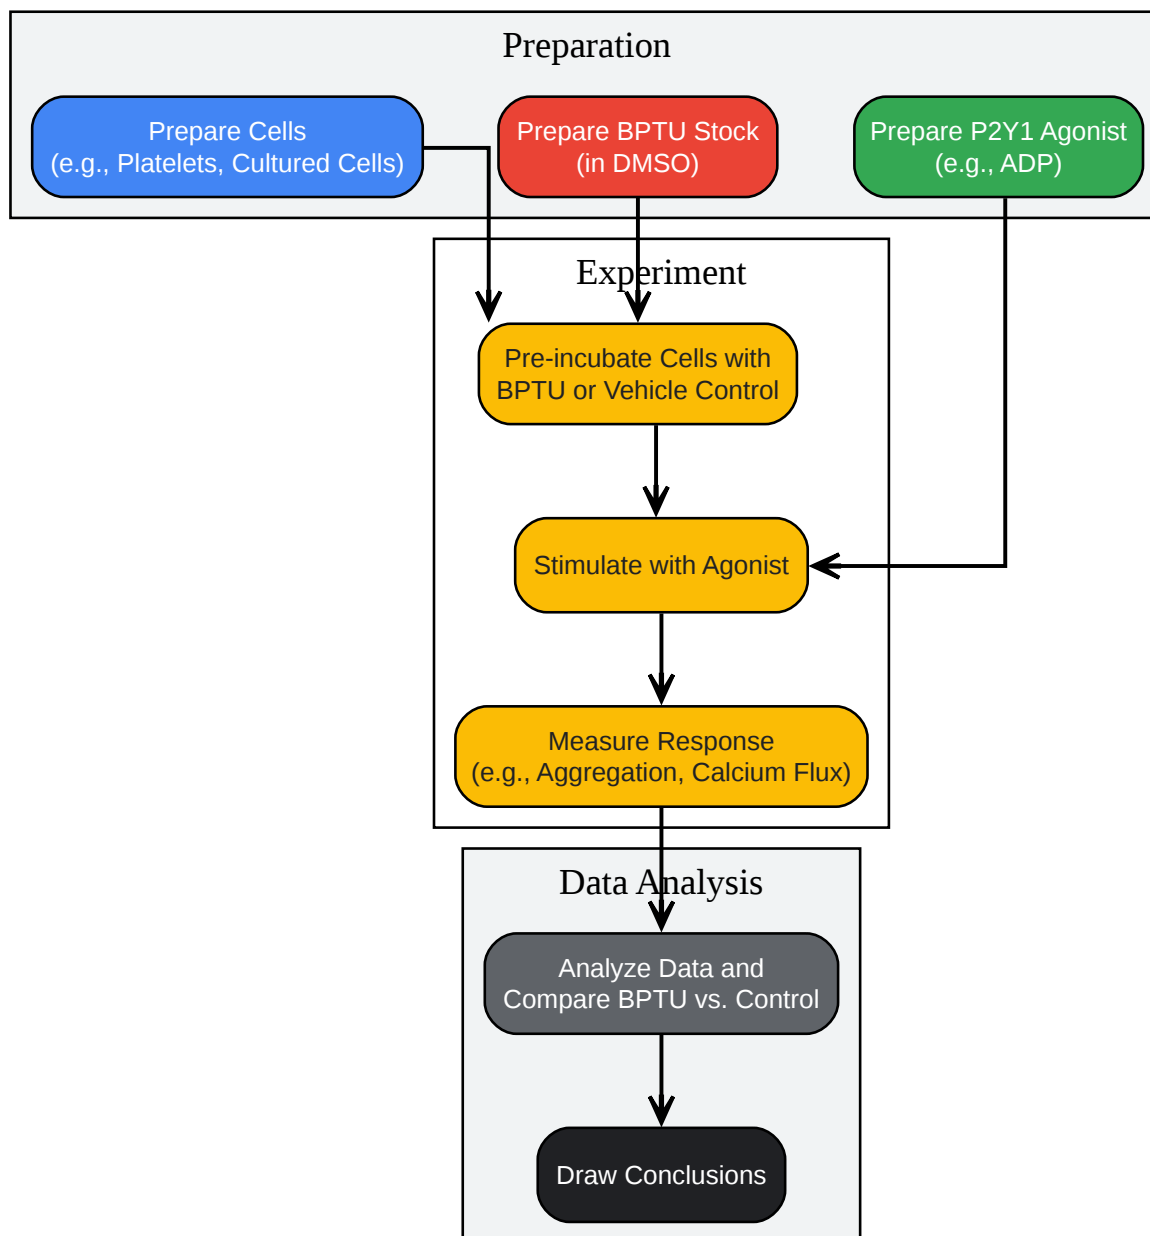 Preparation
Prepare Cells
(e.g., Platelets, Cultured Cells)
Prepare BPTU Stock
(in DMSO)
Prepare P2Y1 Agonist
(e.g., ADP)
Experiment
Pre-incubate Cells with
BPTU or Vehicle Control
Stimulate with Agonist
Measure Response
(e.g., Aggregation, Calcium Flux)
Data Analysis
Analyze Data and
Compare BPTU vs. Control
Draw Conclusions